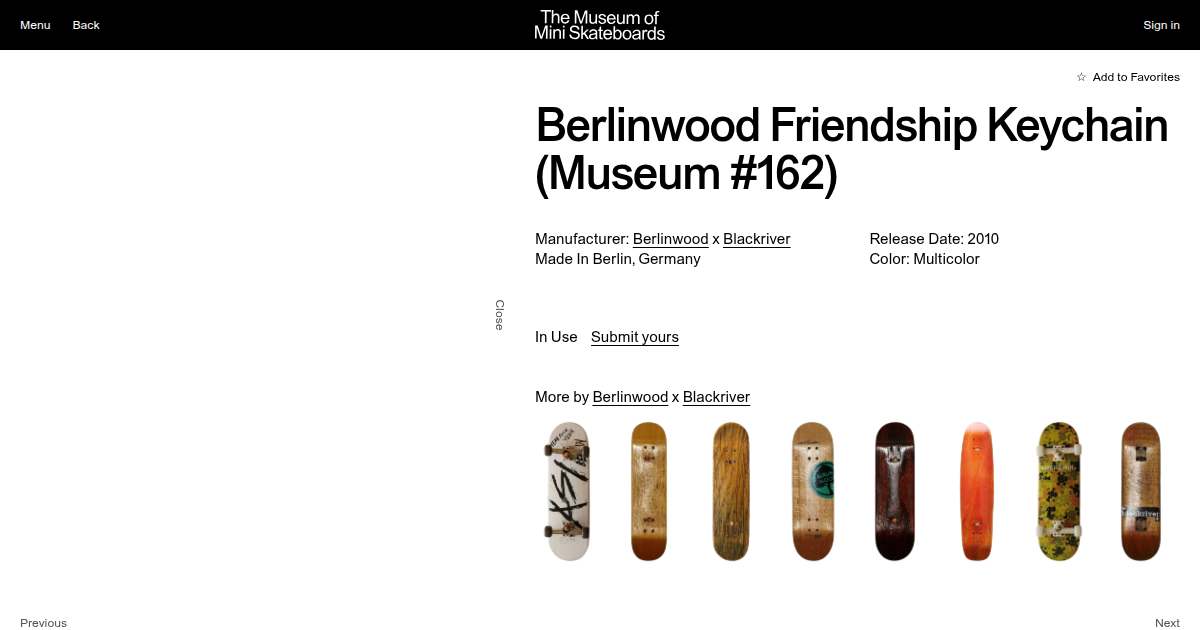 Menu
Back
The Museum of
Mini Skateboards
Sign in
☆ Add to Favorites
Berlinwood Friendship Keychain
(Museum #162)
Manufacturer: Berlinwood x Blackriver
Made In Berlin, Germany
Release Date: 2010
Color: Multicolor
Close
In Use Submit yours
More by Berlinwood x Blackriver
Previous
Next